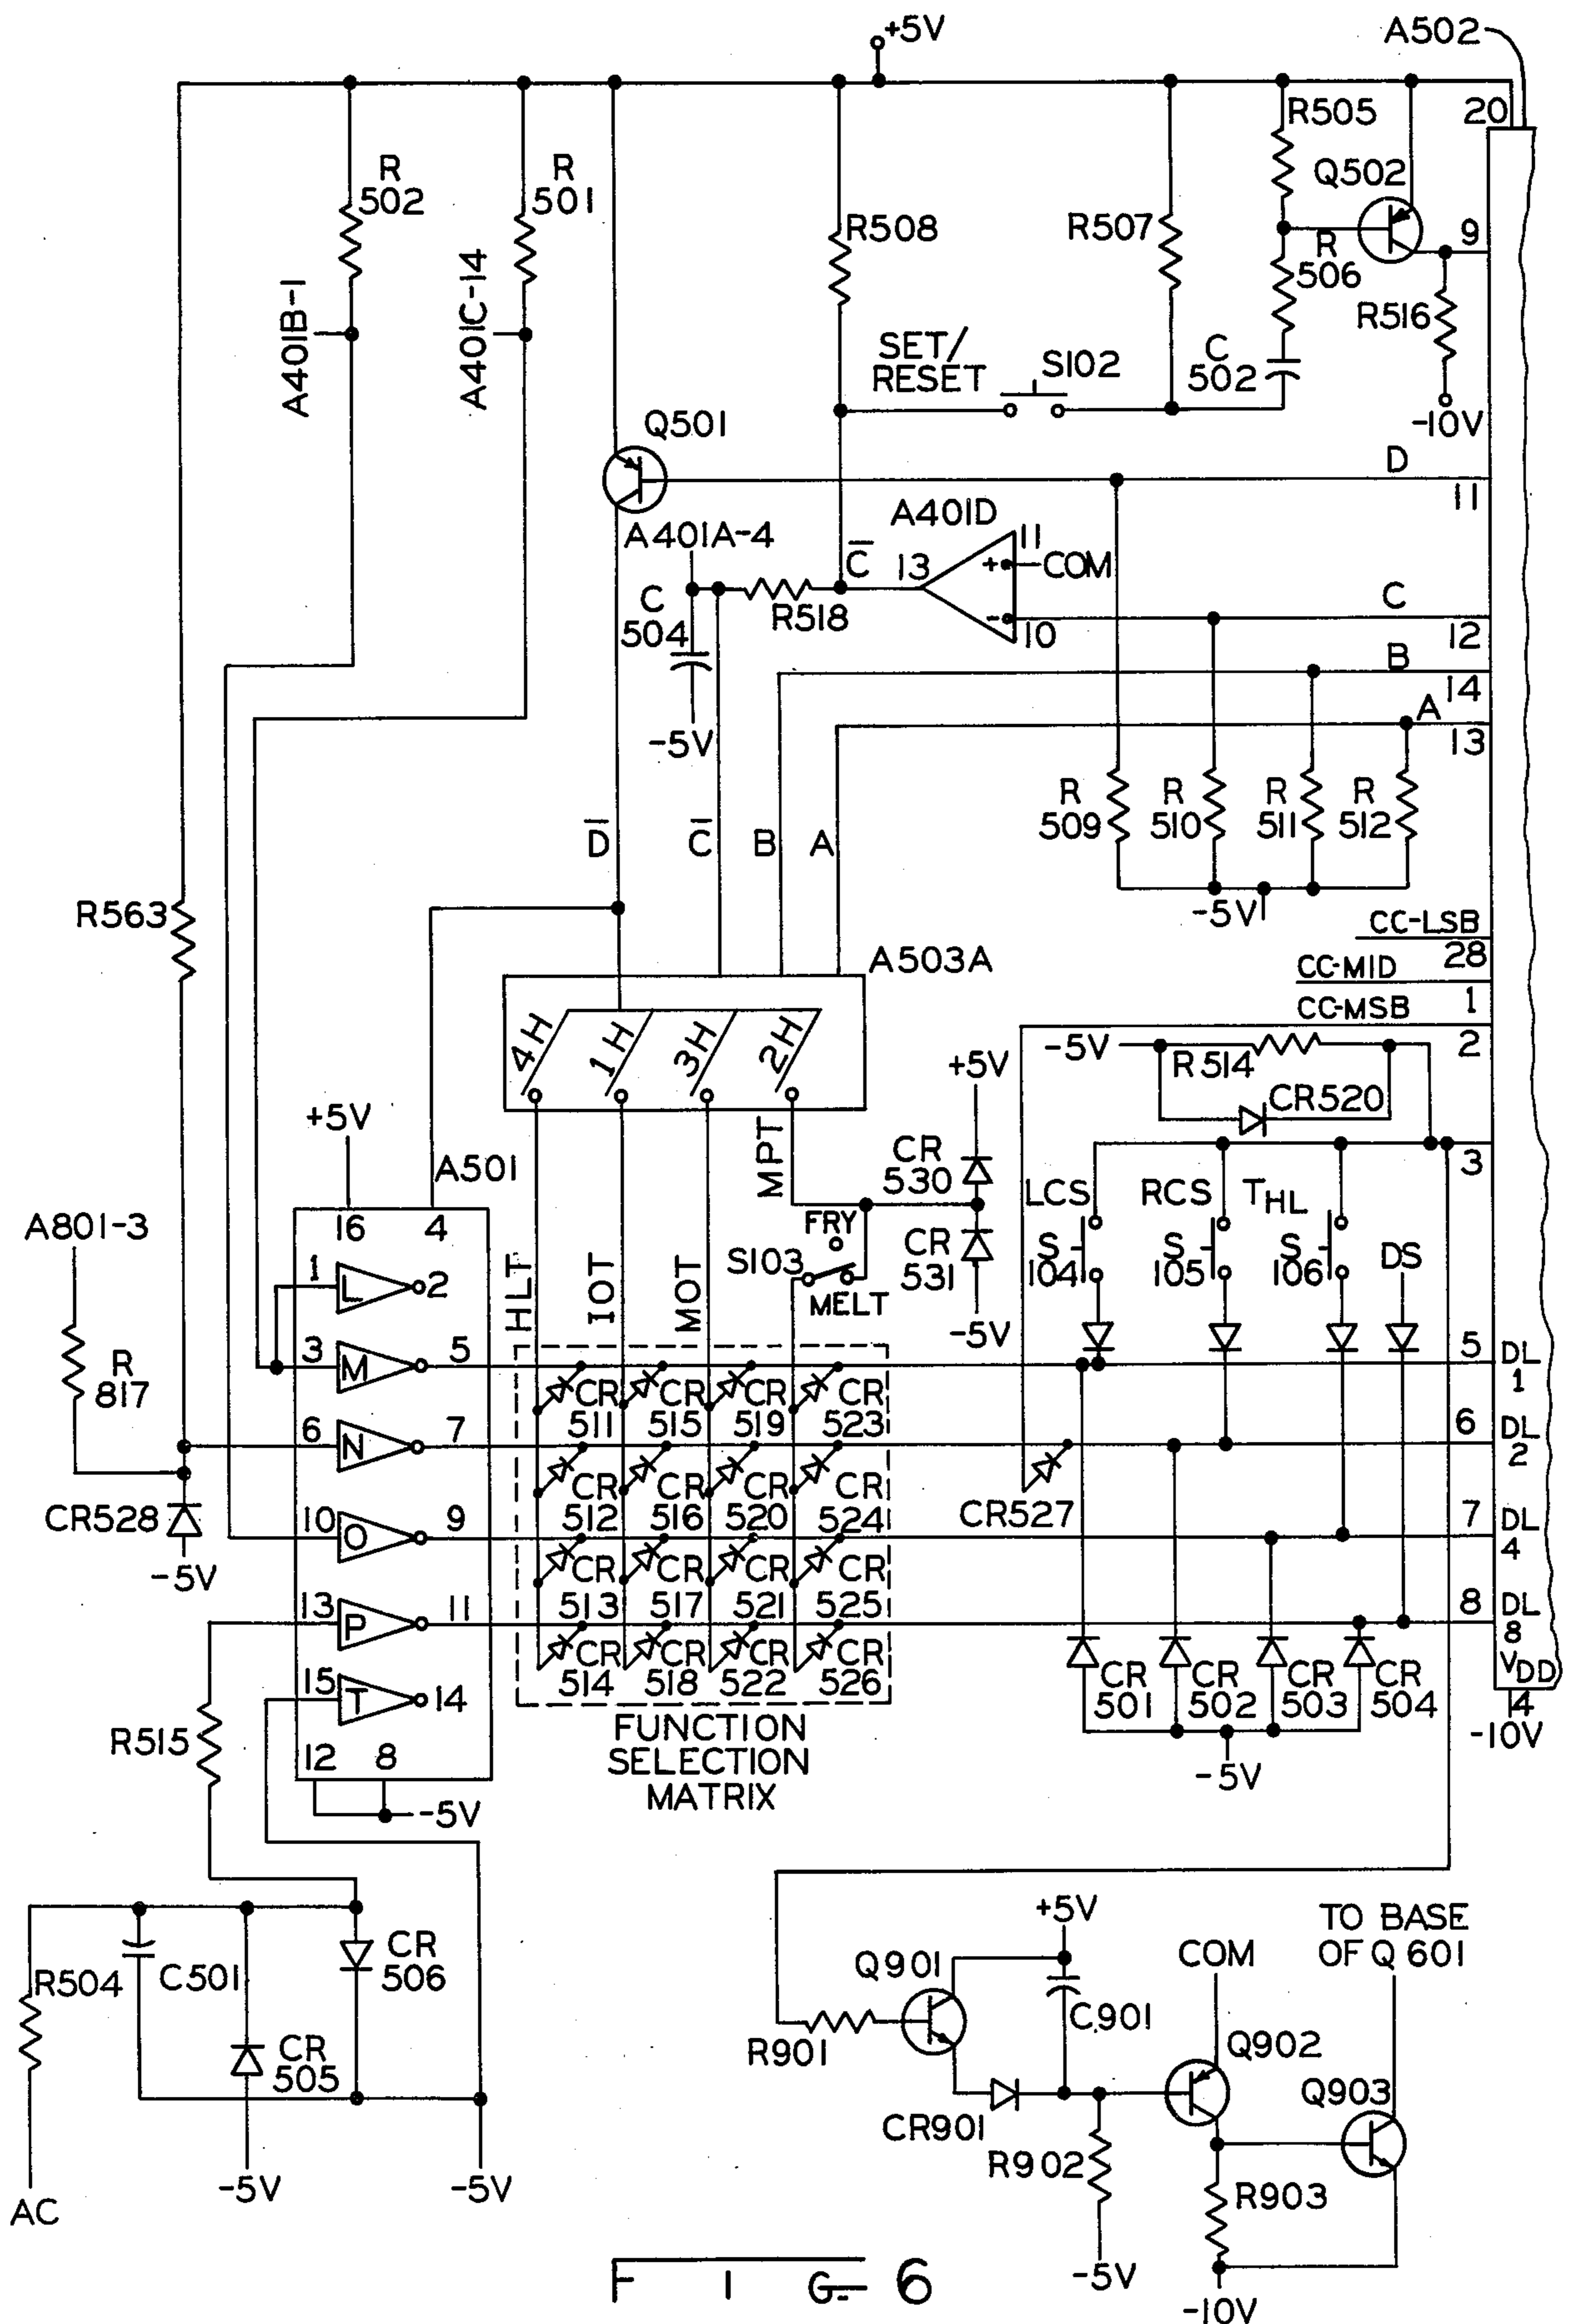 +5V
A502
20
R505
Q502
R
502
R
501
R508
R507
9
R
506
R516
A401B-1
A401C-14
SET/
RESET
S102
C
502
-10V
Q501
D
11
A401D
A401A-4
C̅
13
11
+
COM
C
504
R518
-
10
C
12
B
14
A
13
-5V
R
509
R
510
R
511
R
512
D̅
C̅
B
A
-5V
R563
CC-LSB
28
A503A
CC-MID
1
CC-MSB
2
4H
1H
3H
2H
-5V
R514
+5V
CR520
+5V
A501
MPT
CR
530
3
LCS
RCS
THL
A801-3
16
4
FRY
CR
531
S
104
S
105
S
106
DS
S103
MELT
HLT
IOT
MOT
-5V
1
L
2
R
817
3
M
5
CR
511
CR
515
CR
519
CR
523
5
DL
1
6
N
7
CR
512
CR
516
CR
520
CR
524
CR527
6
DL
2
CR528
-5V
10
O
9
CR
513
CR
517
CR
521
CR
525
7
DL
4
13
P
11
CR
514
CR
518
CR
522
CR
526
8
DL
8
CR
501
CR
502
CR
503
CR
504
VDD
14
-10V
15
T
14
R515
FUNCTION
SELECTION
MATRIX
-5V
12
8
-5V
+5V
TO BASE
OF Q 601
COM
R504
C501
CR
506
Q901
C901
R901
Q902
CR
505
Q903
CR901
R902
R903
AC
-5V
-5V
-5V
-10V
FIG-6